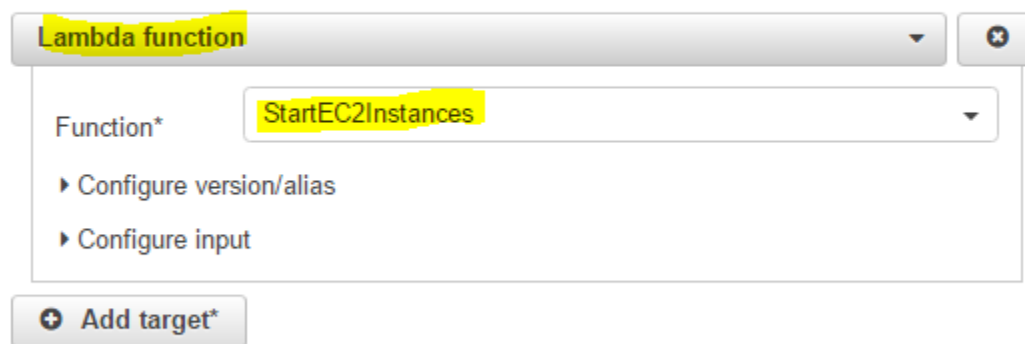 Lambda function
Function* StartEC2Instances
Configure version/alias
Configure input
Add target*